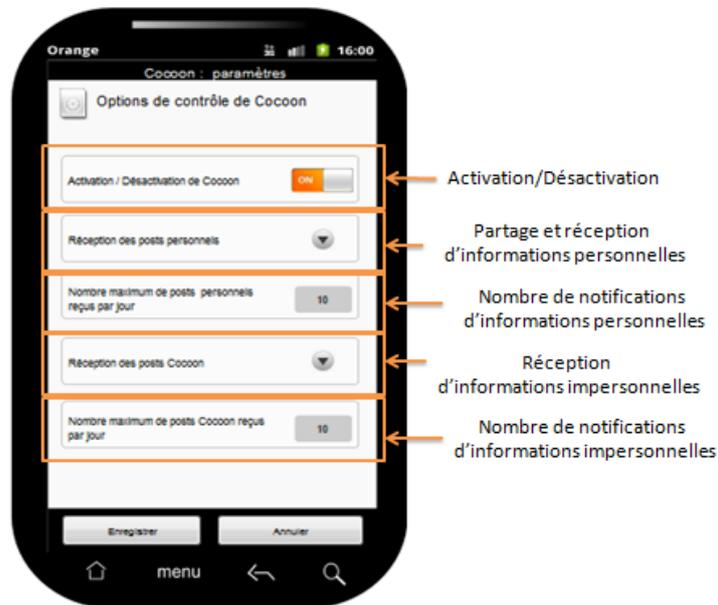 Orange
16:00
Cocoon : paramètres
Options de contrôle de Cocoon
Activation / Désactivation de Cocoon
ON
Activation/Désactivation
Réception des posts personnels
Partage et réception
d'informations personnelles
Nombre maximum de posts personnels
reçus par jour
10
Nombre de notifications
d'informations personnelles
Réception des posts Cocoon
Réception
d'informations impersonnelles
Nombre maximum de posts Cocoon reçus
par jour
10
Nombre de notifications
d'informations impersonnelles
Enregistrer
Annuler
menu